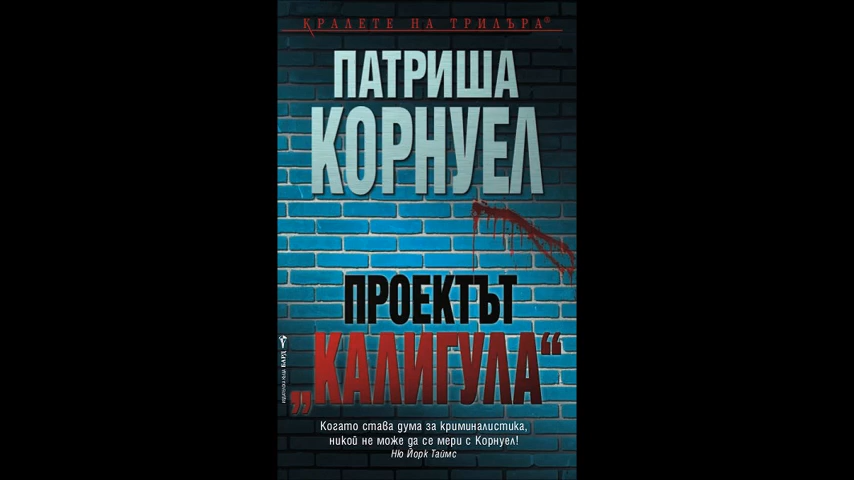 КРАЛЕТЕ НА ТРИЛЪРА®
ПАТРИША
КОРНУЕЛ
ПРОЕКТЪТ
„КАЛИГУЛА“
Когато става дума за криминалистика,
никой не може да се мери с Корнуел!
Ню Йорк Таймс